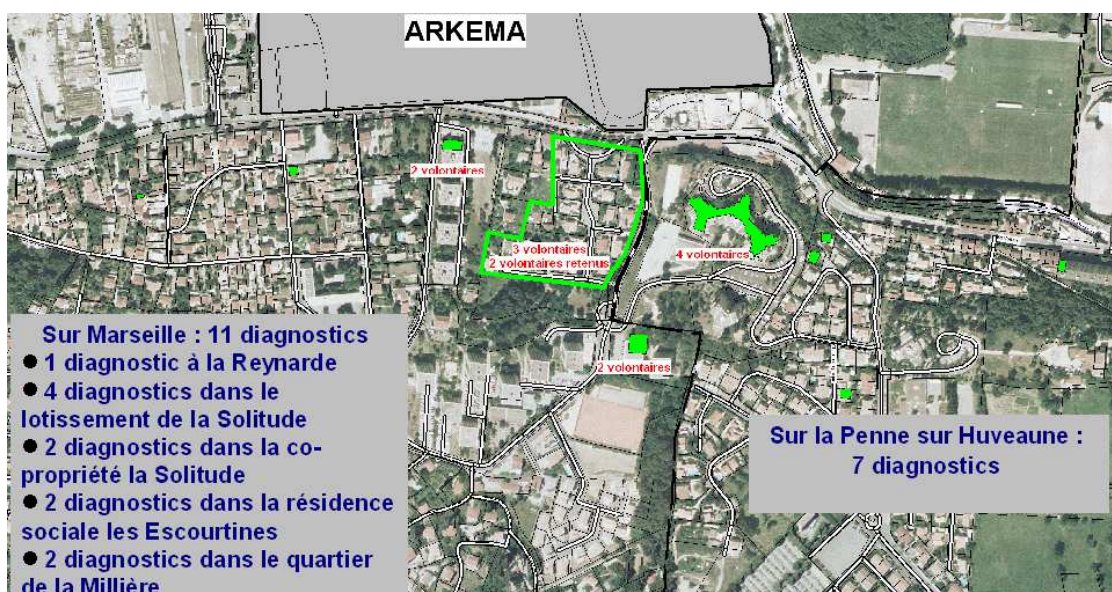 ARKEMA
2 volontaires
3 volontaires
2 volontaires retenus
4 volontaires
2 volontaires
Sur Marseille : 11 diagnostics
● 1 diagnostic à la Reynarde
● 4 diagnostics dans le
lotissement de la Solitude
● 2 diagnostics dans la co-
propriété la Solitude
● 2 diagnostics dans la résidence
sociale les Escourtines
● 2 diagnostics dans le quartier
de la Millière
Sur la Penne sur Huveaune :
7 diagnostics